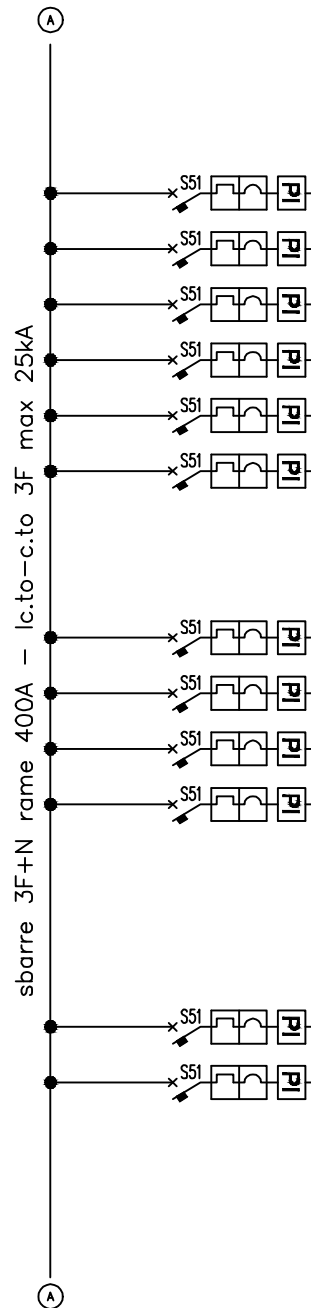 A
S51 Id
S51 Id
S51 Id
S51 Id
S51 Id
S51 Id
S51 Id
S51 Id
S51 Id
S51 Id
S51 Id
S51 Id
sbarre 3F+N rame 400A – Ic.to-c.to 3F max 25kA
A